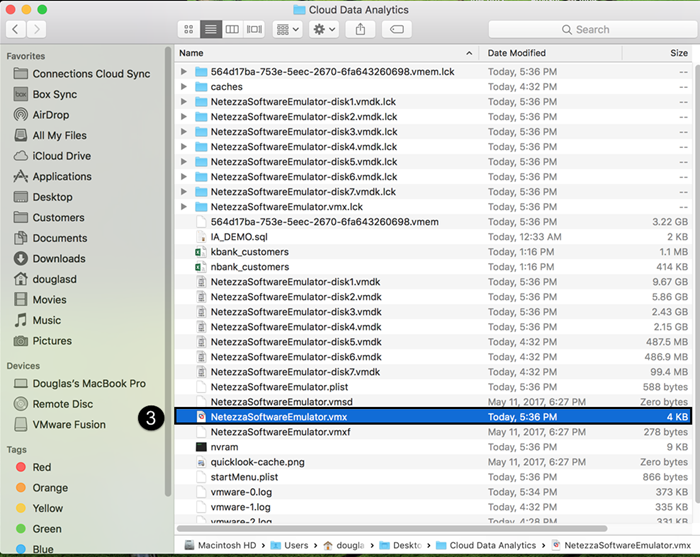 Cloud Data Analytics
Search
Favorites
Connections Cloud Sync
Box Sync
AirDrop
All My Files
iCloud Drive
Applications
Desktop
Customers
Documents
Downloads
douglasd
Movies
Music
Pictures
Devices
Douglas's MacBook Pro
Remote Disc
VMware Fusion
Tags
Red
Orange
Yellow
Green
Blue
3
Name Date Modified Size
564d17ba-753e-5eec-2670-6fa643260698.vmem.lck Today, 5:36 PM --
caches Today, 4:32 PM --
NetezzaSoftwareEmulator-disk1.vmdk.lck Today, 5:36 PM --
NetezzaSoftwareEmulator-disk2.vmdk.lck Today, 5:36 PM --
NetezzaSoftwareEmulator-disk3.vmdk.lck Today, 5:36 PM --
NetezzaSoftwareEmulator-disk4.vmdk.lck Today, 5:36 PM --
NetezzaSoftwareEmulator-disk5.vmdk.lck Today, 5:36 PM --
NetezzaSoftwareEmulator-disk6.vmdk.lck Today, 5:36 PM --
NetezzaSoftwareEmulator-disk7.vmdk.lck Today, 5:36 PM --
NetezzaSoftwareEmulator.vmx.lck Today, 5:36 PM --
564d17ba-753e-5eec-2670-6fa643260698.vmem Today, 5:36 PM 3.22 GB
IA_DEMO.sql Today, 12:33 AM 2 KB
kbank_customers Today, 1:16 PM 1.1 MB
nbank_customers Today, 1:16 PM 414 KB
NetezzaSoftwareEmulator-disk1.vmdk Today, 5:36 PM 9.67 GB
NetezzaSoftwareEmulator-disk2.vmdk Today, 5:36 PM 5.86 GB
NetezzaSoftwareEmulator-disk3.vmdk Today, 5:36 PM 2.43 GB
NetezzaSoftwareEmulator-disk4.vmdk Today, 5:36 PM 2.15 GB
NetezzaSoftwareEmulator-disk5.vmdk Today, 4:32 PM 487.5 MB
NetezzaSoftwareEmulator-disk6.vmdk Today, 4:32 PM 486.9 MB
NetezzaSoftwareEmulator-disk7.vmdk Today, 4:32 PM 99.4 MB
NetezzaSoftwareEmulator.plist Today, 5:36 PM 588 bytes
NetezzaSoftwareEmulator.vmsd May 11, 2017, 6:27 PM Zero bytes
NetezzaSoftwareEmulator.vmx Today, 5:36 PM 4 KB
NetezzaSoftwareEmulator.vmxf May 11, 2017, 6:27 PM 278 bytes
nvram Today, 5:36 PM 9 KB
quicklook-cache.png May 11, 2017, 6:27 PM Zero bytes
startMenu.plist Today, 5:36 PM 866 bytes
vmware-0.log Today, 5:34 PM 373 KB
vmware-1.log Today, 4:32 PM 335 KB
vmware-2.log Today, 4:28 PM 331 KB
Macintosh HD Users dougla Deskto Cloud Data Analytics NetezzaSoftwareEmulator.vmx